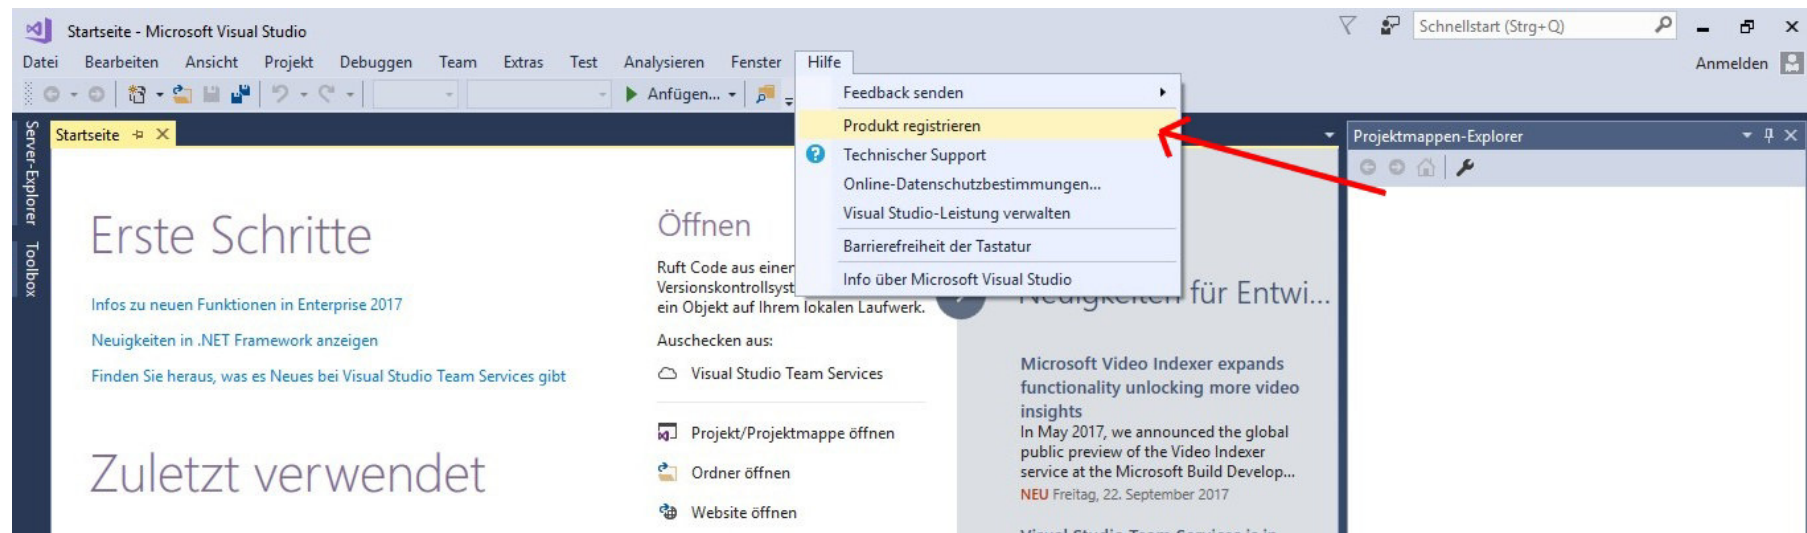 Startseite - Microsoft Visual Studio
Schnellstart (Strg+Q)
Datei Bearbeiten Ansicht Projekt Debuggen Team Extras Test Analysieren Fenster Hilfe
Anmelden
Anfügen...
Feedback senden
Produkt registrieren
Technischer Support
Online-Datenschutzbestimmungen...
Visual Studio-Leistung verwalten
Barrierefreiheit der Tastatur
Info über Microsoft Visual Studio
Server-Explorer
Toolbox
Startseite
Erste Schritte
Infos zu neuen Funktionen in Enterprise 2017
Neuigkeiten in .NET Framework anzeigen
Finden Sie heraus, was es Neues bei Visual Studio Team Services gibt
Zuletzt verwendet
Öffnen
Ruft Code aus einer
Versionskontrollsyst
ein Objekt auf Ihrem lokalen Laufwerk.
Auschecken aus:
Visual Studio Team Services
Projekt/Projektmappe öffnen
Ordner öffnen
Website öffnen
Neuigkeiten für Entwi...
Microsoft Video Indexer expands
functionality unlocking more video
insights
In May 2017, we announced the global
public preview of the Video Indexer
service at the Microsoft Build Develop...
NEU Freitag, 22. September 2017
Projektmappen-Explorer